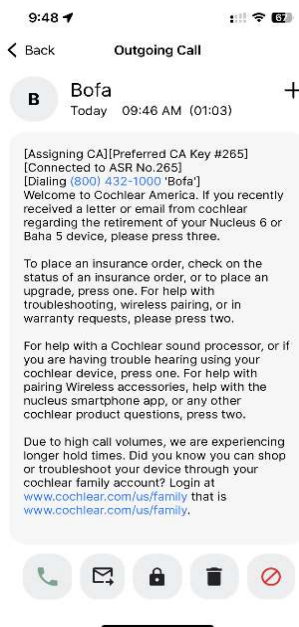 9:48
67
Back
Outgoing Call
B
Bofa
Today 09:46 AM (01:03)
[Assigning CA][Preferred CA Key #265]
[Connected to ASR No.265]
[Dialing (800) 432-1000 'Bofa']
Welcome to Cochlear America. If you recently
received a letter or email from cochlear
regarding the retirement of your Nucleus 6 or
Baha 5 device, please press three.
To place an insurance order, check on the
status of an insurance order, or to place an
upgrade, press one. For help with
troubleshooting, wireless pairing, or in
warranty requests, please press two.
For help with a Cochlear sound processor, or if
you are having trouble hearing using your
cochlear device, press one. For help with
pairing Wireless accessories, help with the
nucleus smartphone app, or any other
cochlear product questions, press two.
Due to high call volumes, we are experiencing
longer hold times. Did you know you can shop
or troubleshoot your device through your
cochlear family account? Login at
www.cochlear.com/us/family that is
www.cochlear.com/us/family.